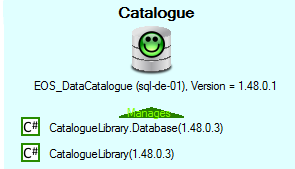 Catalogue
EOS_DataCatalogue (sql-de-01), Version = 1.48.0.1
Manages
C# CatalogueLibrary.Database(1.48.0.3)
C# CatalogueLibrary(1.48.0.3)